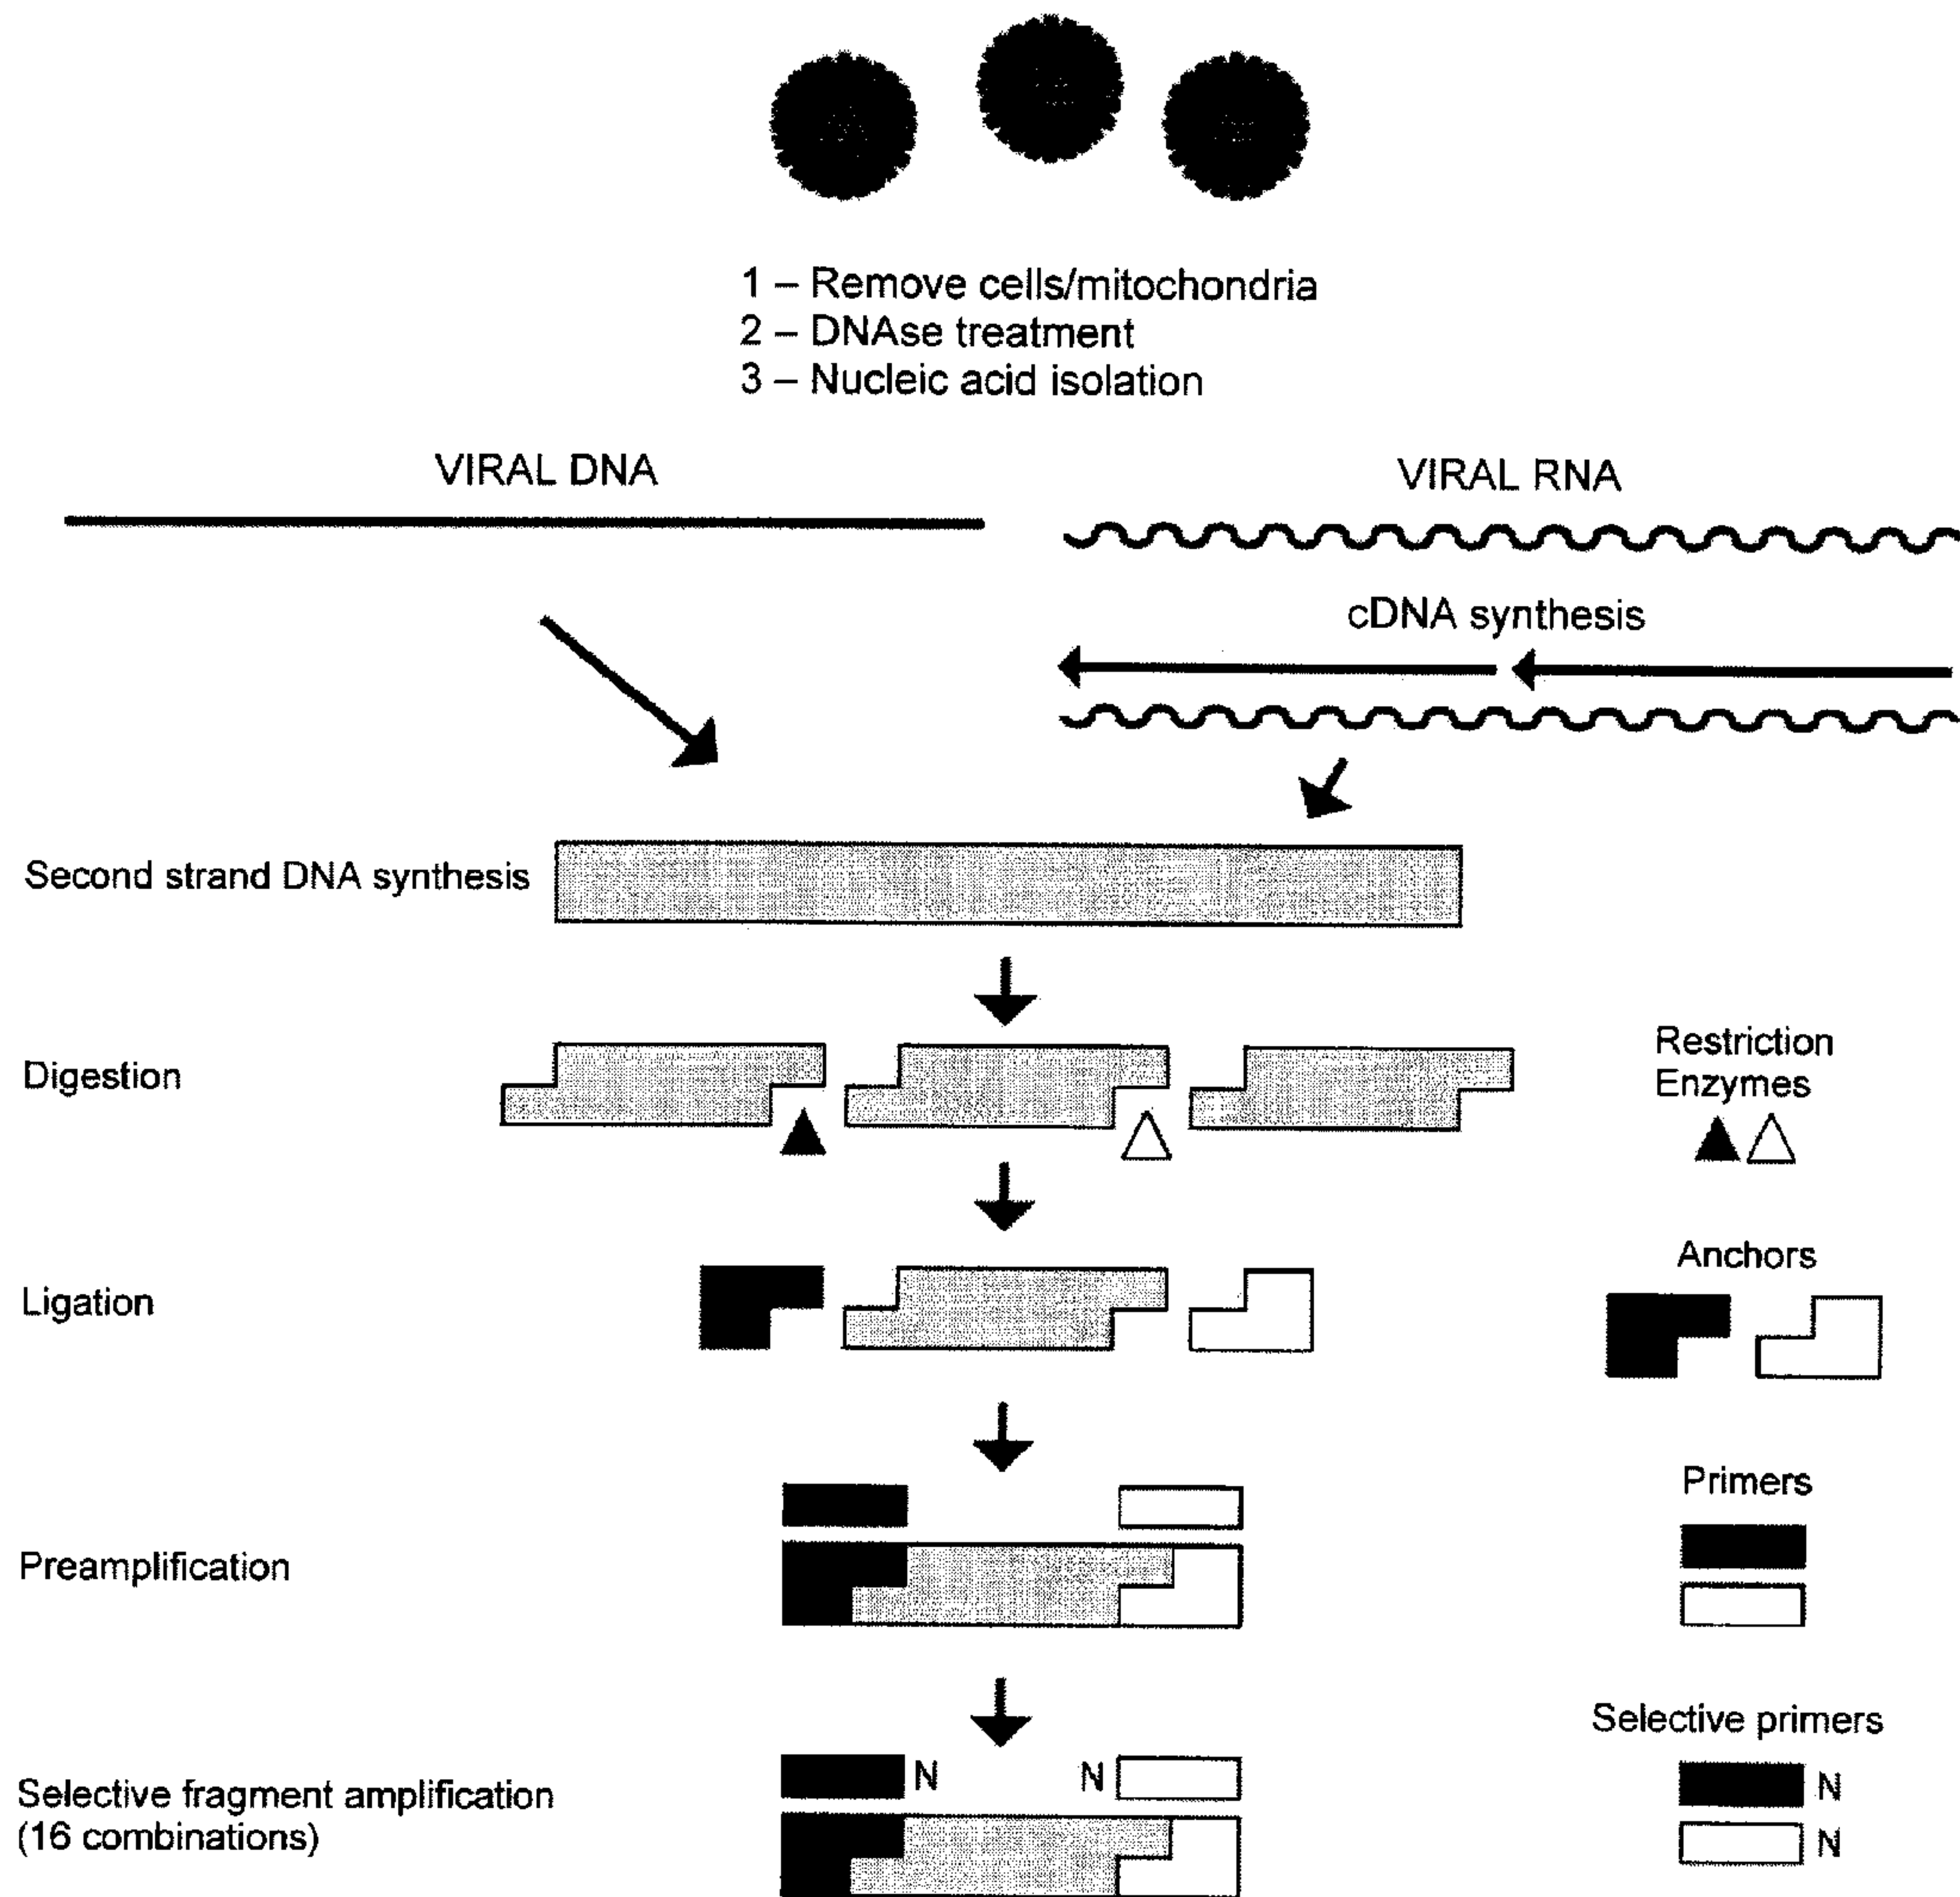 1 – Remove cells/mitochondria
2 – DNAse treatment
3 – Nucleic acid isolation
VIRAL DNA
VIRAL RNA
cDNA synthesis
Second strand DNA synthesis
Digestion
Restriction
Enzymes
Ligation
Anchors
Preamplification
Primers
Selective primers
Selective fragment amplification
(16 combinations)
N
N
N
N